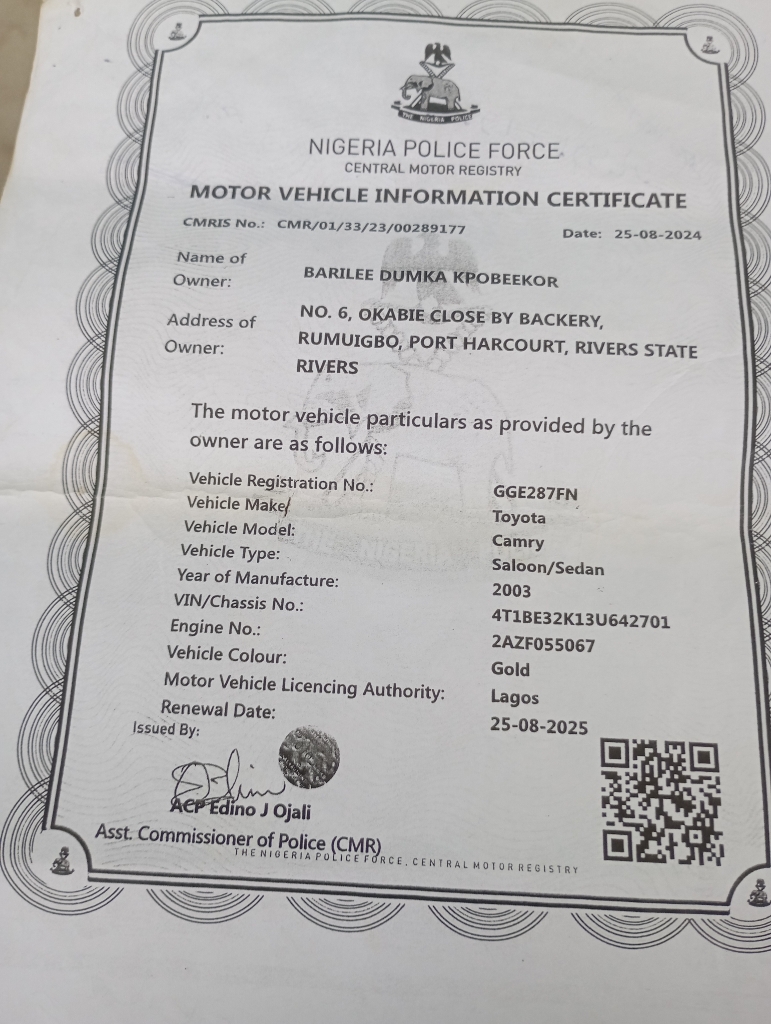 THE NIGERIA POLICE
NIGERIA POLICE FORCE
CENTRAL MOTOR REGISTRY
MOTOR VEHICLE INFORMATION CERTIFICATE
CMRIS No.: CMR/01/33/23/00289177
Date: 25-08-2024
Name of Owner: BARILEE DUMKA KPOBEEKOR
Address of Owner: NO. 6, OKABIE CLOSE BY BACKERY,
RUMUIGBO, PORT HARCOURT, RIVERS STATE
RIVERS
The motor vehicle particulars as provided by the
owner are as follows:
Vehicle Registration No.: GGE287FN
Vehicle Make/ Toyota
Vehicle Model: Camry
Vehicle Type: Saloon/Sedan
Year of Manufacture: 2003
VIN/Chassis No.: 4T1BE32K13U642701
Engine No.: 2AZF055067
Vehicle Colour: Gold
Motor Vehicle Licencing Authority: Lagos
Renewal Date: 25-08-2025
Issued By:
ACP Edino J Ojali
Asst. Commissioner of Police (CMR)
THE NIGERIA POLICE FORCE, CENTRAL MOTOR REGISTRY